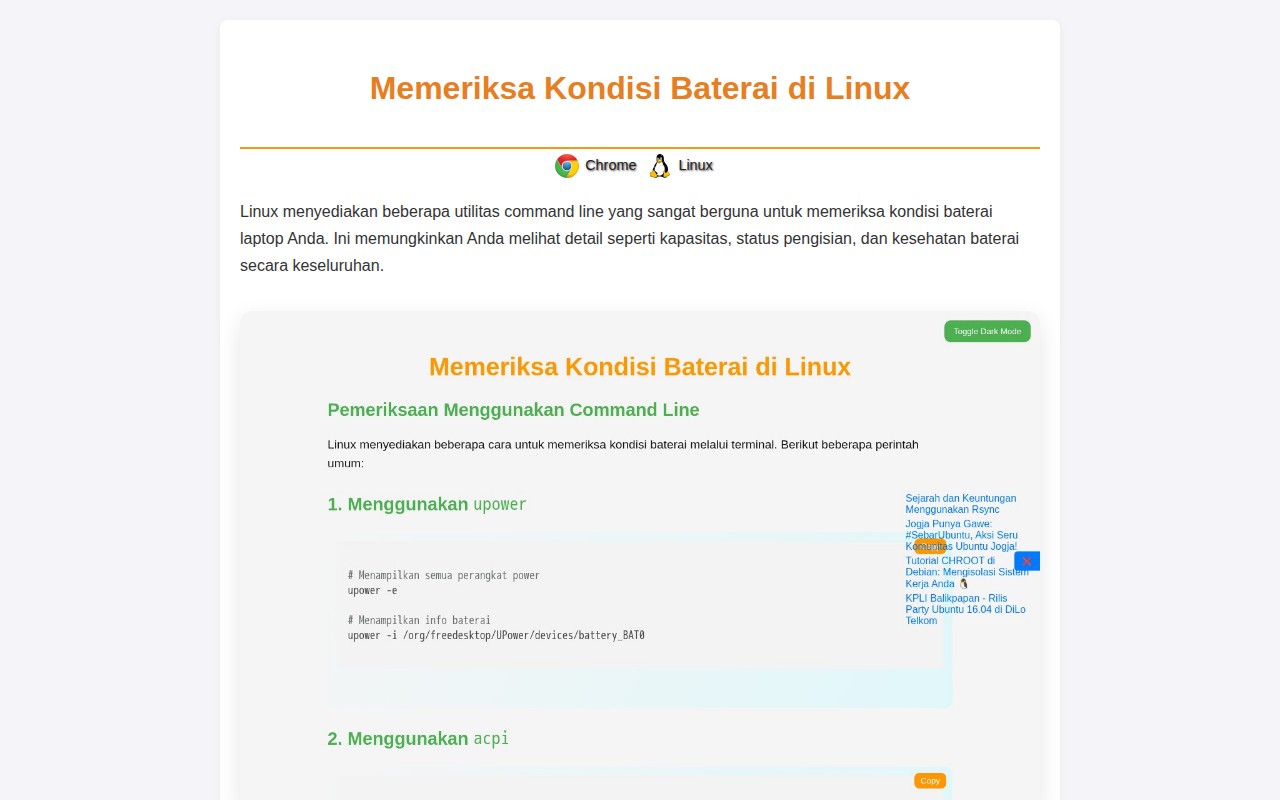 Memeriksa Kondisi Baterai di Linux
Chrome Linux
Linux menyediakan beberapa utilitas command line yang sangat berguna untuk memeriksa kondisi baterai
laptop Anda. Ini memungkinkan Anda melihat detail seperti kapasitas, status pengisian, dan kesehatan baterai
secara keseluruhan.
Toggle Dark Mode
Memeriksa Kondisi Baterai di Linux
Pemeriksaan Menggunakan Command Line
Linux menyediakan beberapa cara untuk memeriksa kondisi baterai melalui terminal. Berikut beberapa perintah
umum:
1. Menggunakan upower
# Menampilkan semua perangkat power
upower -e
# Menampilkan info baterai
upower -i /org/freedesktop/UPower/devices/battery_BAT0
Sejarah dan Keuntungan
Menggunakan Rsync
Jogja Punya Gawe:
#SebarUbuntu, Aksi Seru
Komunitas Ubuntu Jogja!
Tutorial CHROOT di
Debian: Mengisolasi Sistem
Kerja Anda 🐧
KPLI Balikpapan - Rilis
Party Ubuntu 16.04 di DiLo
Telkom
2. Menggunakan acpi
Copy